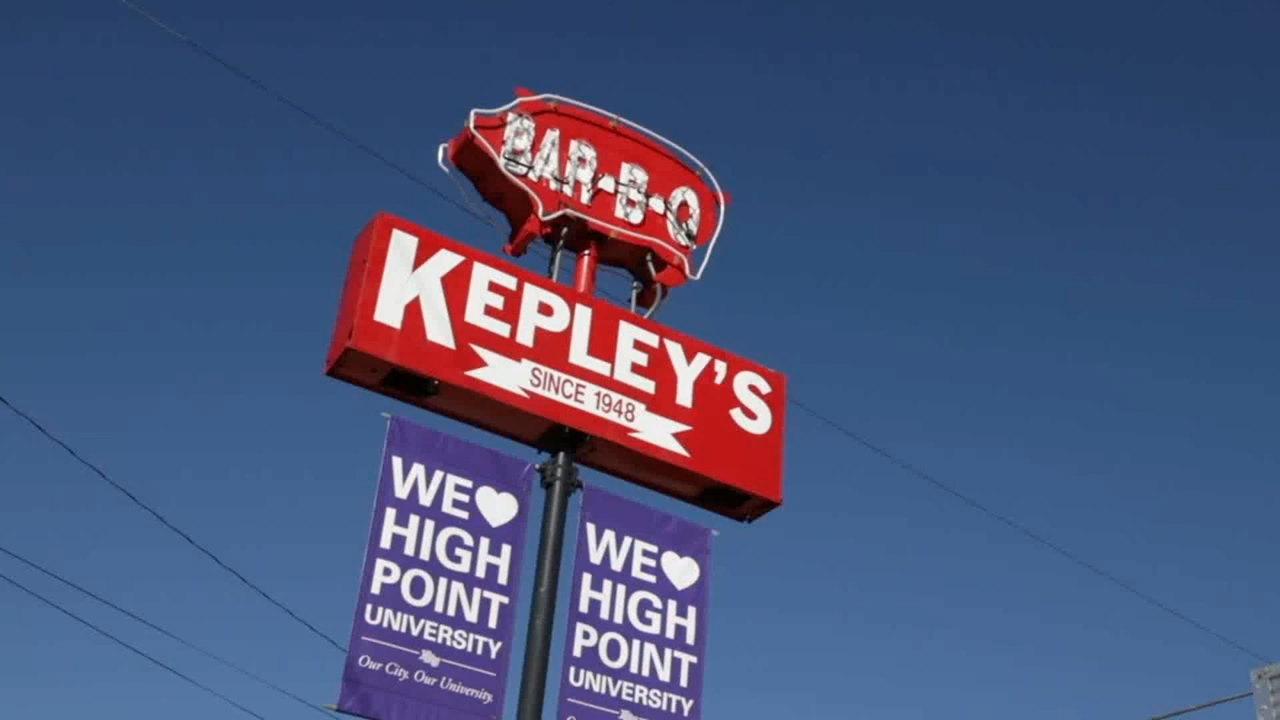 BAR-B-Q
KEPLEY'S
SINCE 1948
WE
HIGH
POINT
UNIVERSITY
Our City. Our University.
WE
HIGH
POINT
UNIVERSITY